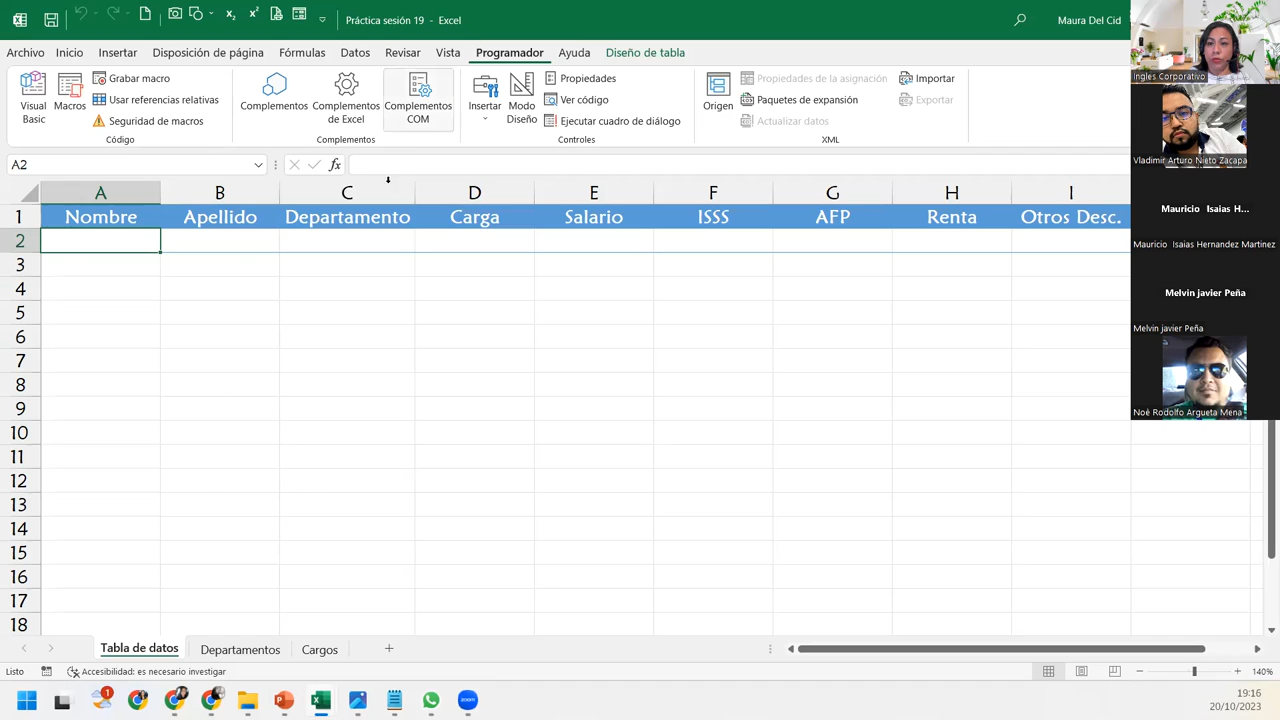 Práctica sesión 19 - Excel
Maura Del Cid
Archivo Inicio Insertar Disposición de página Fórmulas Datos Revisar Vista Programador Ayuda Diseño de tabla
Visual Basic
Macros
Grabar macro
Usar referencias relativas
Seguridad de macros
Código
Complementos
Complementos de Excel
Complementos COM
Complementos
Insertar
Modo Diseño
Propiedades
Ver código
Ejecutar cuadro de diálogo
Controles
Origen
Propiedades de la asignación
Paquetes de expansión
Actualizar datos
Importar
Exportar
XML
A2
fx
A B C D E F G H I
1 Nombre Apellido Departamento Carga Salario ISSS AFP Renta Otros Desc.
2
3
4
5
6
7
8
9
10
11
12
13
14
15
16
17
18
Tabla de datos Departamentos Cargos
Listo
Accesibilidad: es necesario investigar
140%
1
zoom
19:16
20/10/2023
Ingles Corporativo
Vladimir Arturo Nieto Zacapa
Mauricio Isaias H...
Mauricio Isaias Hernandez Martinez
Melvin javier Peña
Melvin javier Peña
Noè Rodolfo Argueta Mena